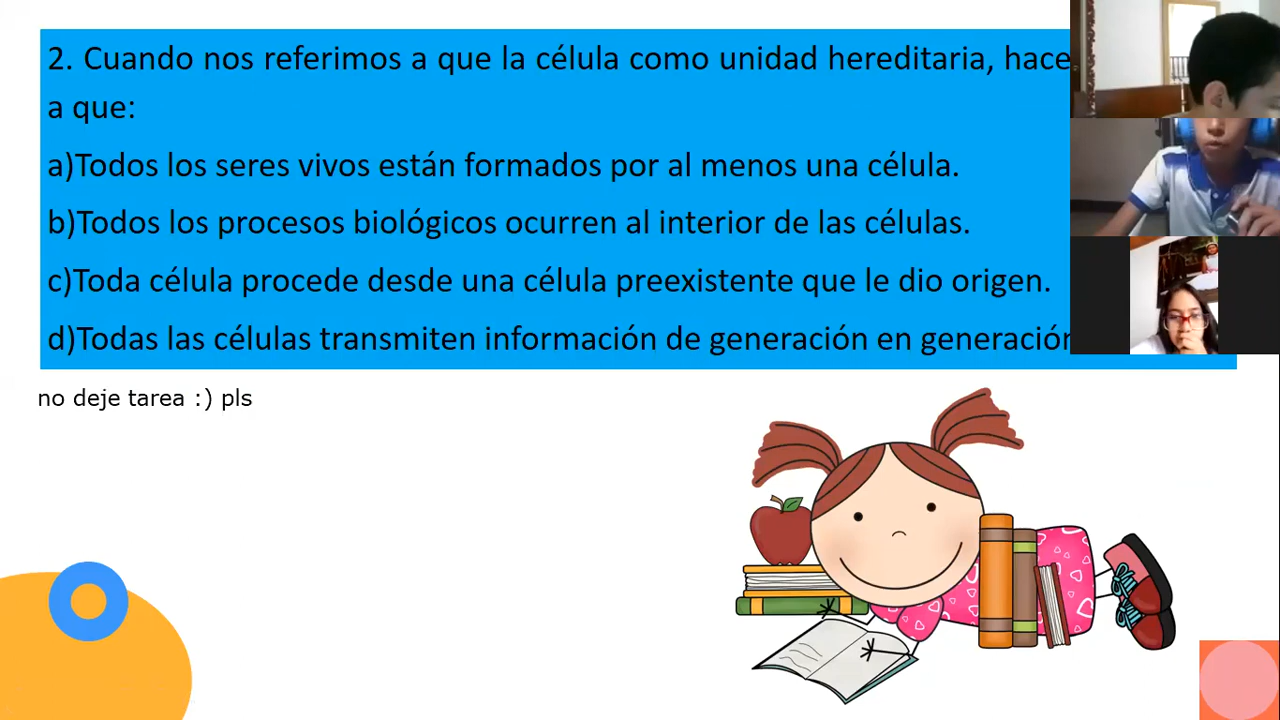 2. Cuando nos referimos a que la célula como unidad hereditaria, hace
a que:
a)Todos los seres vivos están formados por al menos una célula.
b)Todos los procesos biológicos ocurren al interior de las células.
c)Toda célula procede desde una célula preexistente que le dio origen.
d)Todas las células transmiten información de generación en generación
no deje tarea :) pls